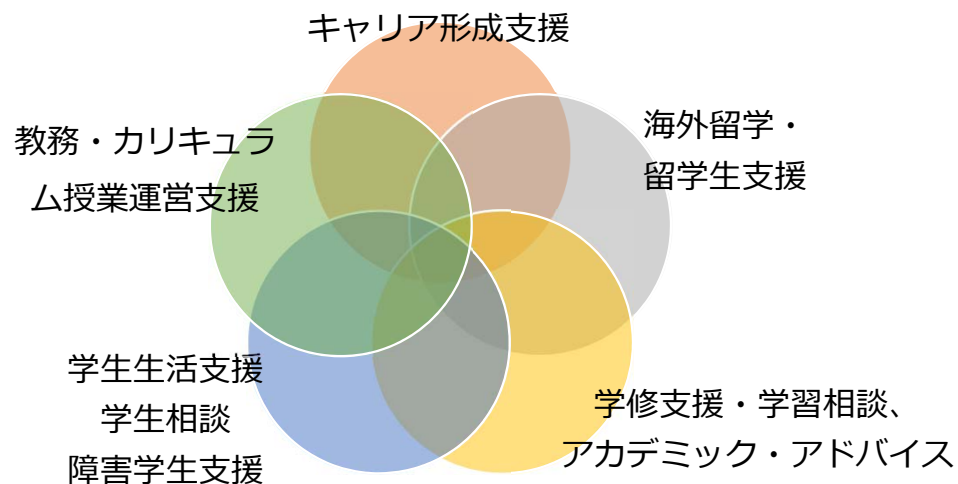 キャリア形成支援
海外留学・
留学生支援
教務・カリキュラ
ム授業運営支援
学生生活支援
学生相談
障害学生支援
学修支援・学習相談、
アカデミック・アドバイス